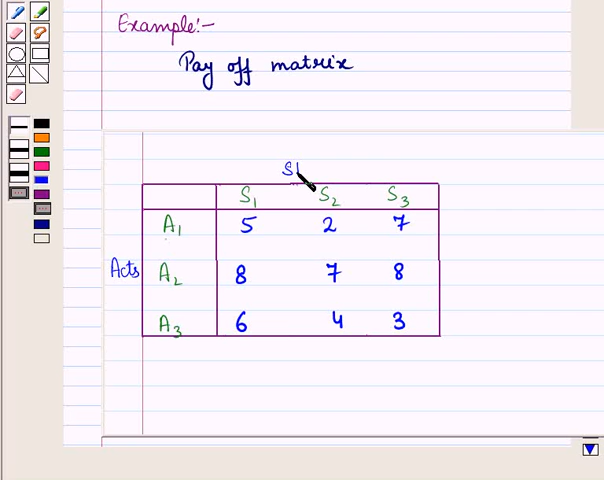 Example:-
Pay off matrix
St
S1 S2 S3
A1 5 2 7
Acts A2 8 7 8
A3 6 4 3